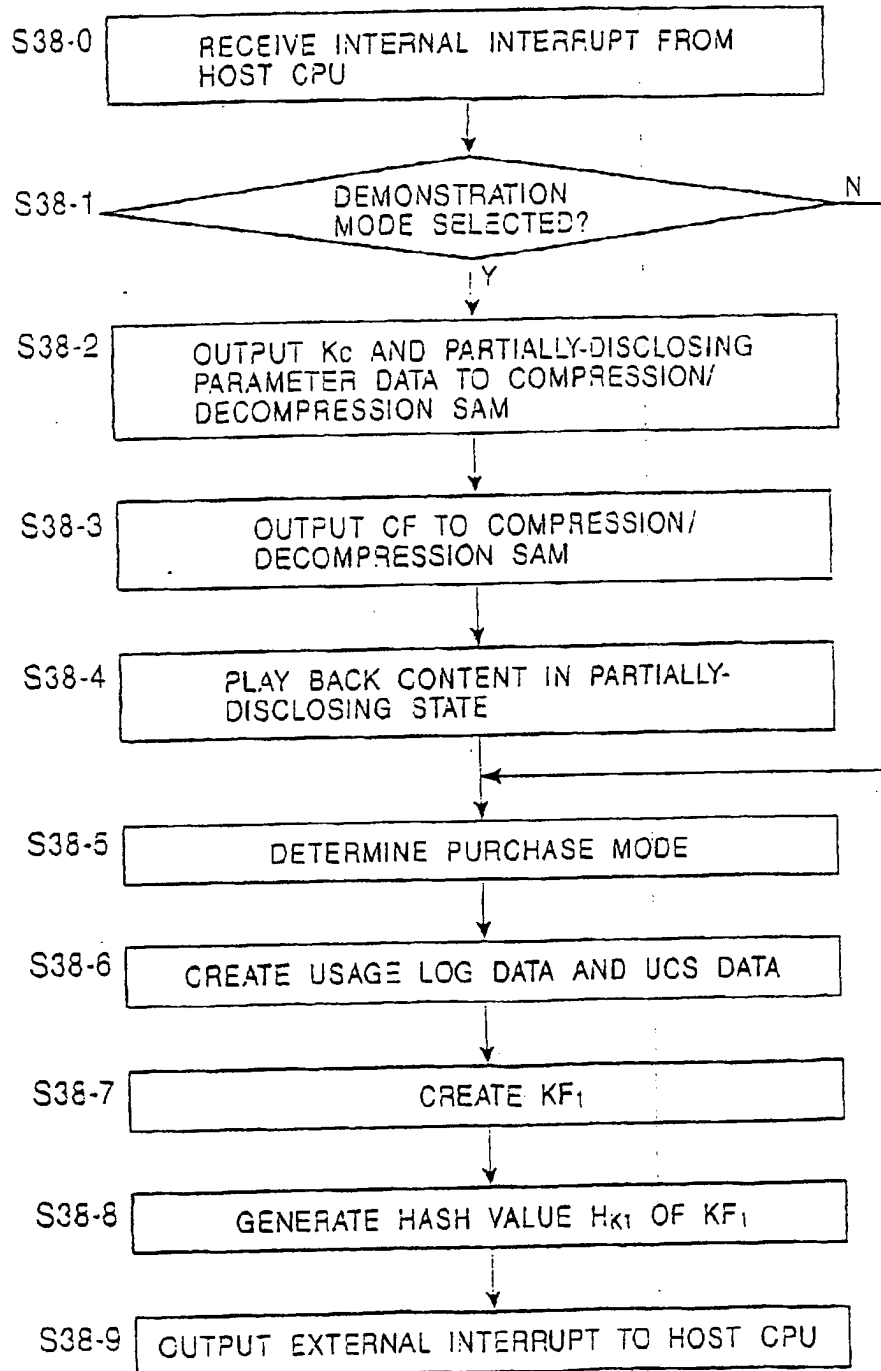 S38-0
RECEIVE INTERNAL INTERRUPT FROM
HOST CPU
S38-1
DEMONSTRATION
MODE SELECTED?
N
Y
S38-2
OUTPUT Kc AND PARTIALLY-DISCLOSING
PARAMETER DATA TO COMPRESSION/
DECOMPRESSION SAM
S38-3
OUTPUT CF TO COMPRESSION/
DECOMPRESSION SAM
S38-4
PLAY BACK CONTENT IN PARTIALLY-
DISCLOSING STATE
S38-5
DETERMINE PURCHASE MODE
S38-6
CREATE USAGE LOG DATA AND UCS DATA
S38-7
CREATE KF1
S38-8
GENERATE HASH VALUE HK1 OF KF1
S38-9
OUTPUT EXTERNAL INTERRUPT TO HOST CPU